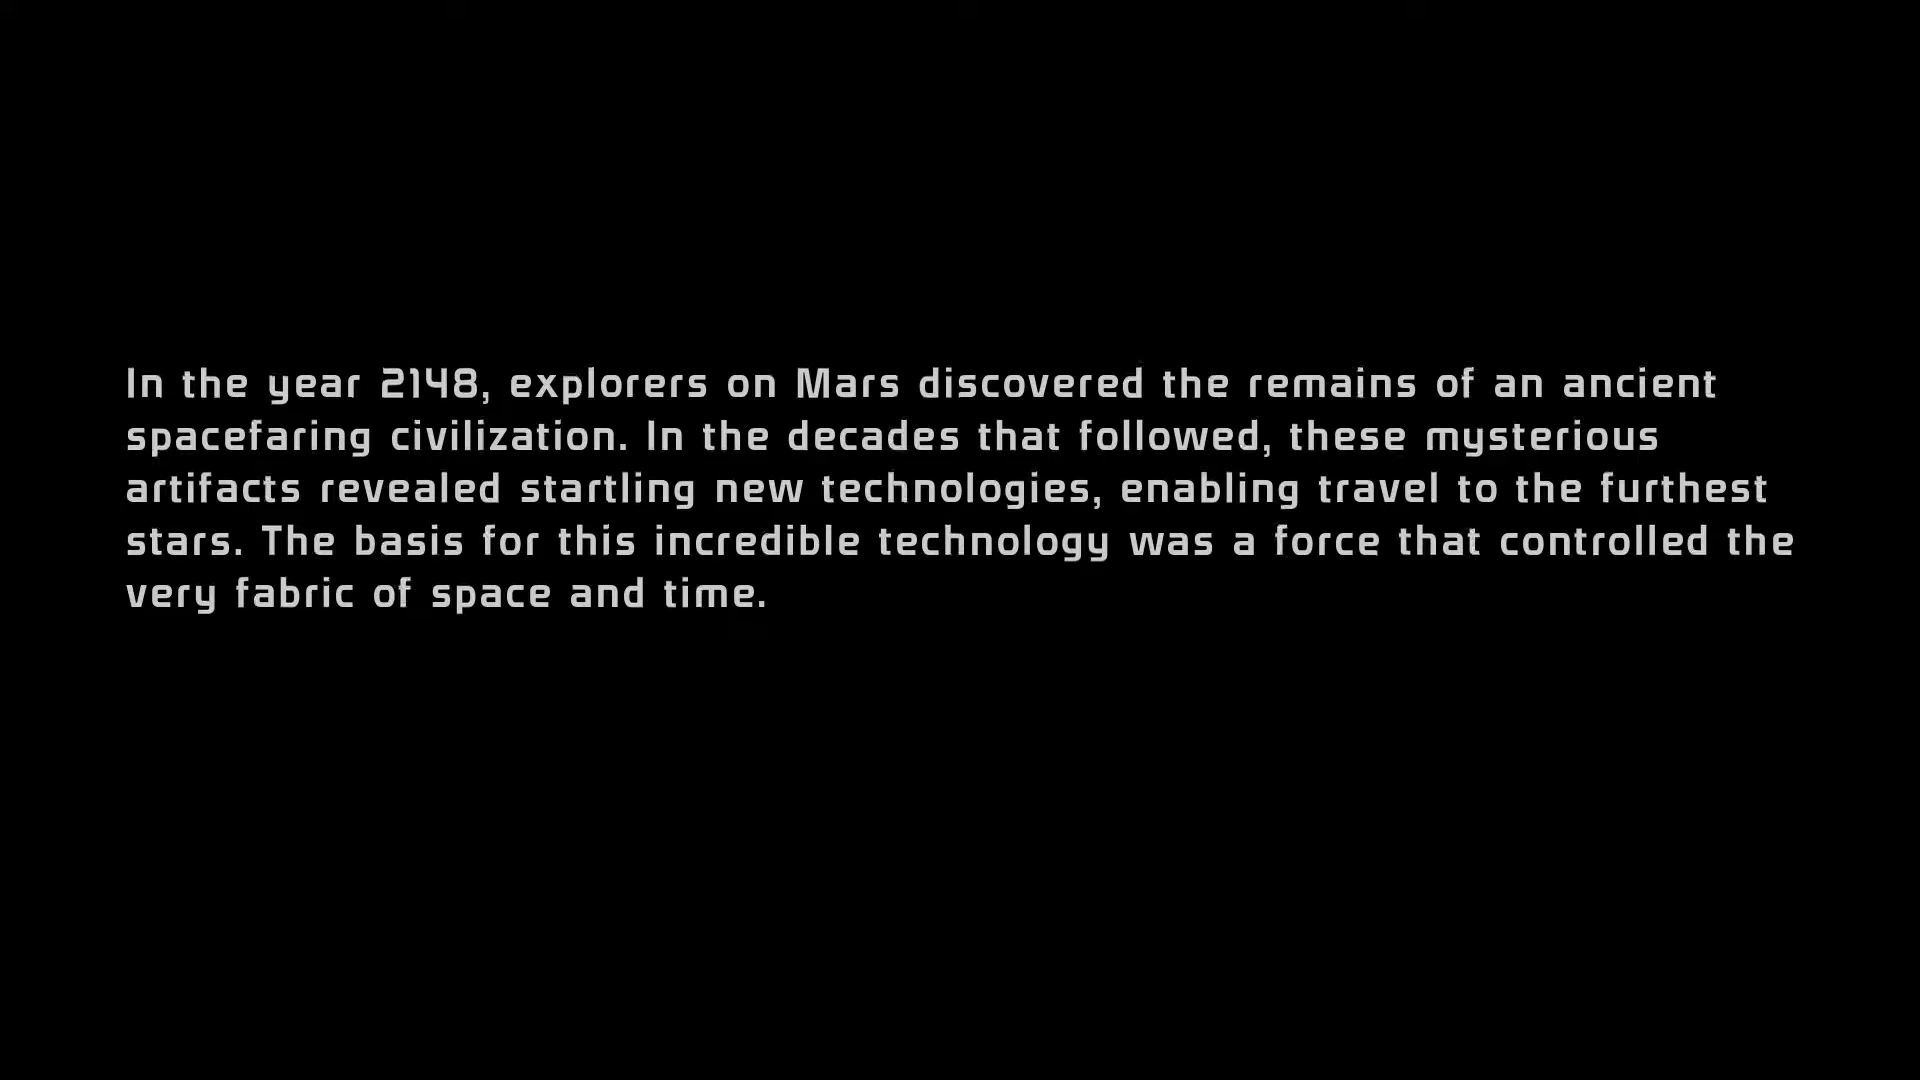 In the year 2148, explorers on Mars discovered the remains of an ancient
spacefaring civilization. In the decades that followed, these mysterious
artifacts revealed startling new technologies, enabling travel to the furthest
stars. The basis for this incredible technology was a force that controlled the
very fabric of space and time.